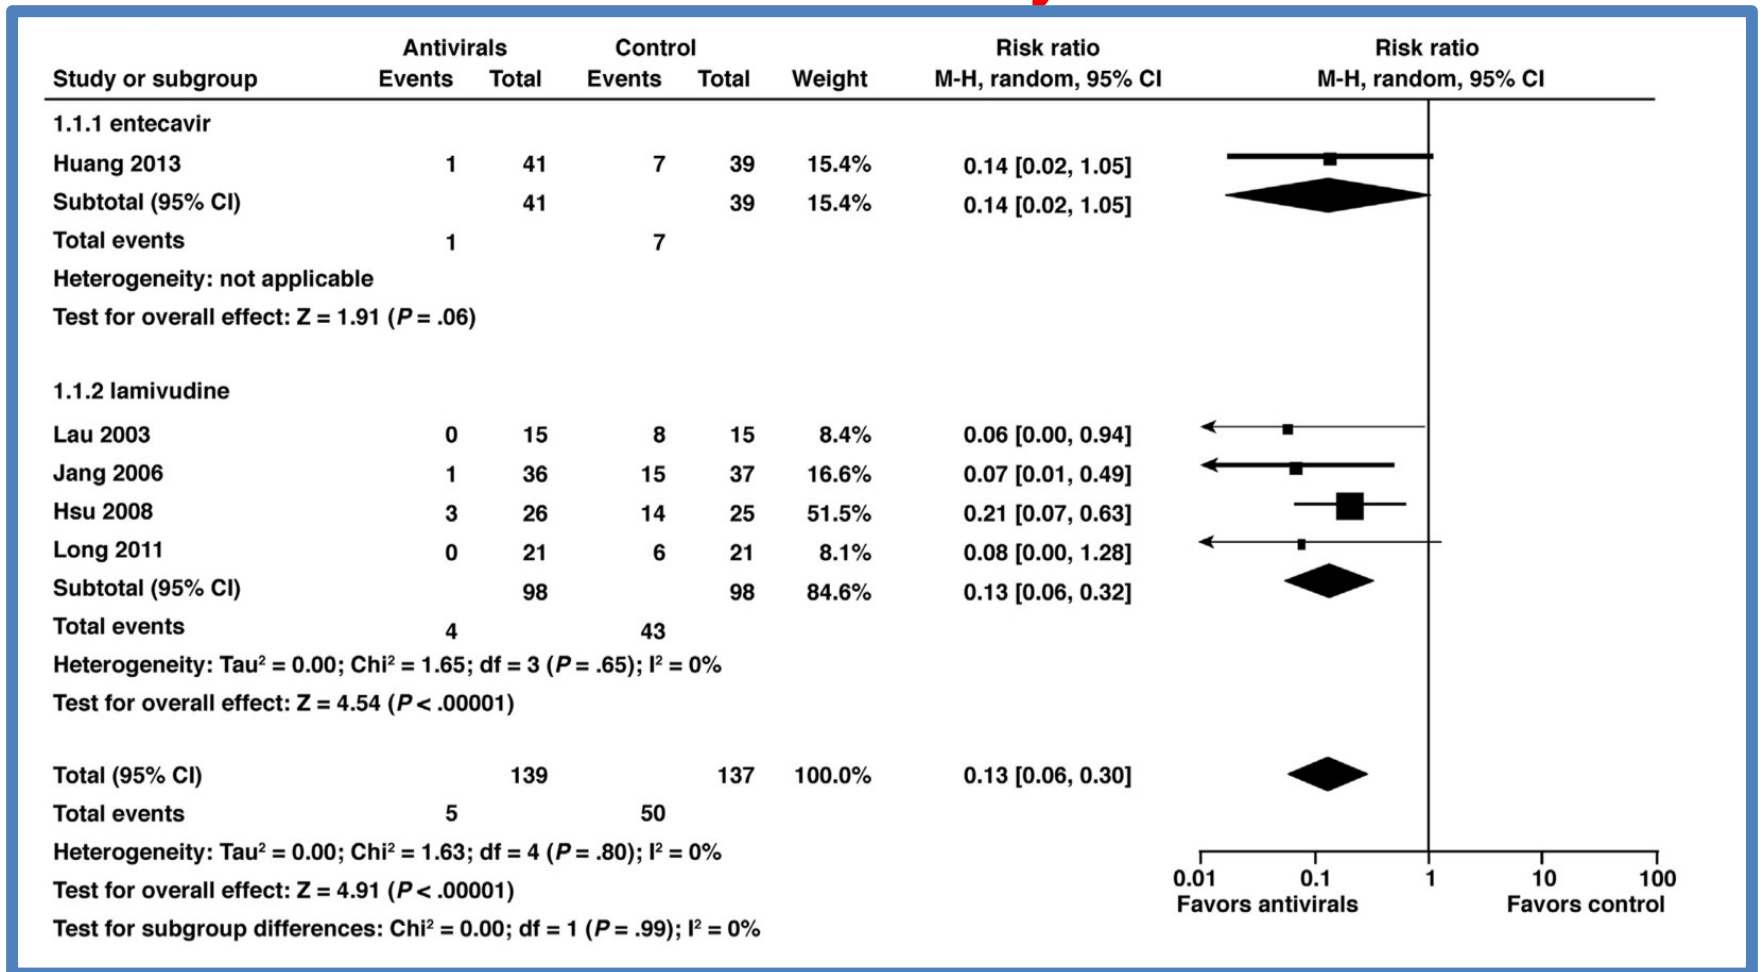 Antivirals Control Risk ratio Risk ratio
Study or subgroup Events Total Events Total Weight M-H, random, 95% CI M-H, random, 95% CI
1.1.1 entecavir
Huang 2013 1 41 7 39 15.4% 0.14 [0.02, 1.05]
Subtotal (95% CI) 41 39 15.4% 0.14 [0.02, 1.05]
Total events 1 7
Heterogeneity: not applicable
Test for overall effect: Z = 1.91 (P = .06)
1.1.2 lamivudine
Lau 2003 0 15 8 15 8.4% 0.06 [0.00, 0.94]
Jang 2006 1 36 15 37 16.6% 0.07 [0.01, 0.49]
Hsu 2008 3 26 14 25 51.5% 0.21 [0.07, 0.63]
Long 2011 0 21 6 21 8.1% 0.08 [0.00, 1.28]
Subtotal (95% CI) 98 98 84.6% 0.13 [0.06, 0.32]
Total events 4 43
Heterogeneity: Tau² = 0.00; Chi² = 1.65; df = 3 (P = .65); I² = 0%
Test for overall effect: Z = 4.54 (P < .00001)
Total (95% CI) 139 137 100.0% 0.13 [0.06, 0.30]
Total events 5 50
Heterogeneity: Tau² = 0.00; Chi² = 1.63; df = 4 (P = .80); I² = 0%
Test for overall effect: Z = 4.91 (P < .00001)
Test for subgroup differences: Chi² = 0.00; df = 1 (P = .99); I² = 0%
0.01 0.1 1 10 100
Favors antivirals Favors control